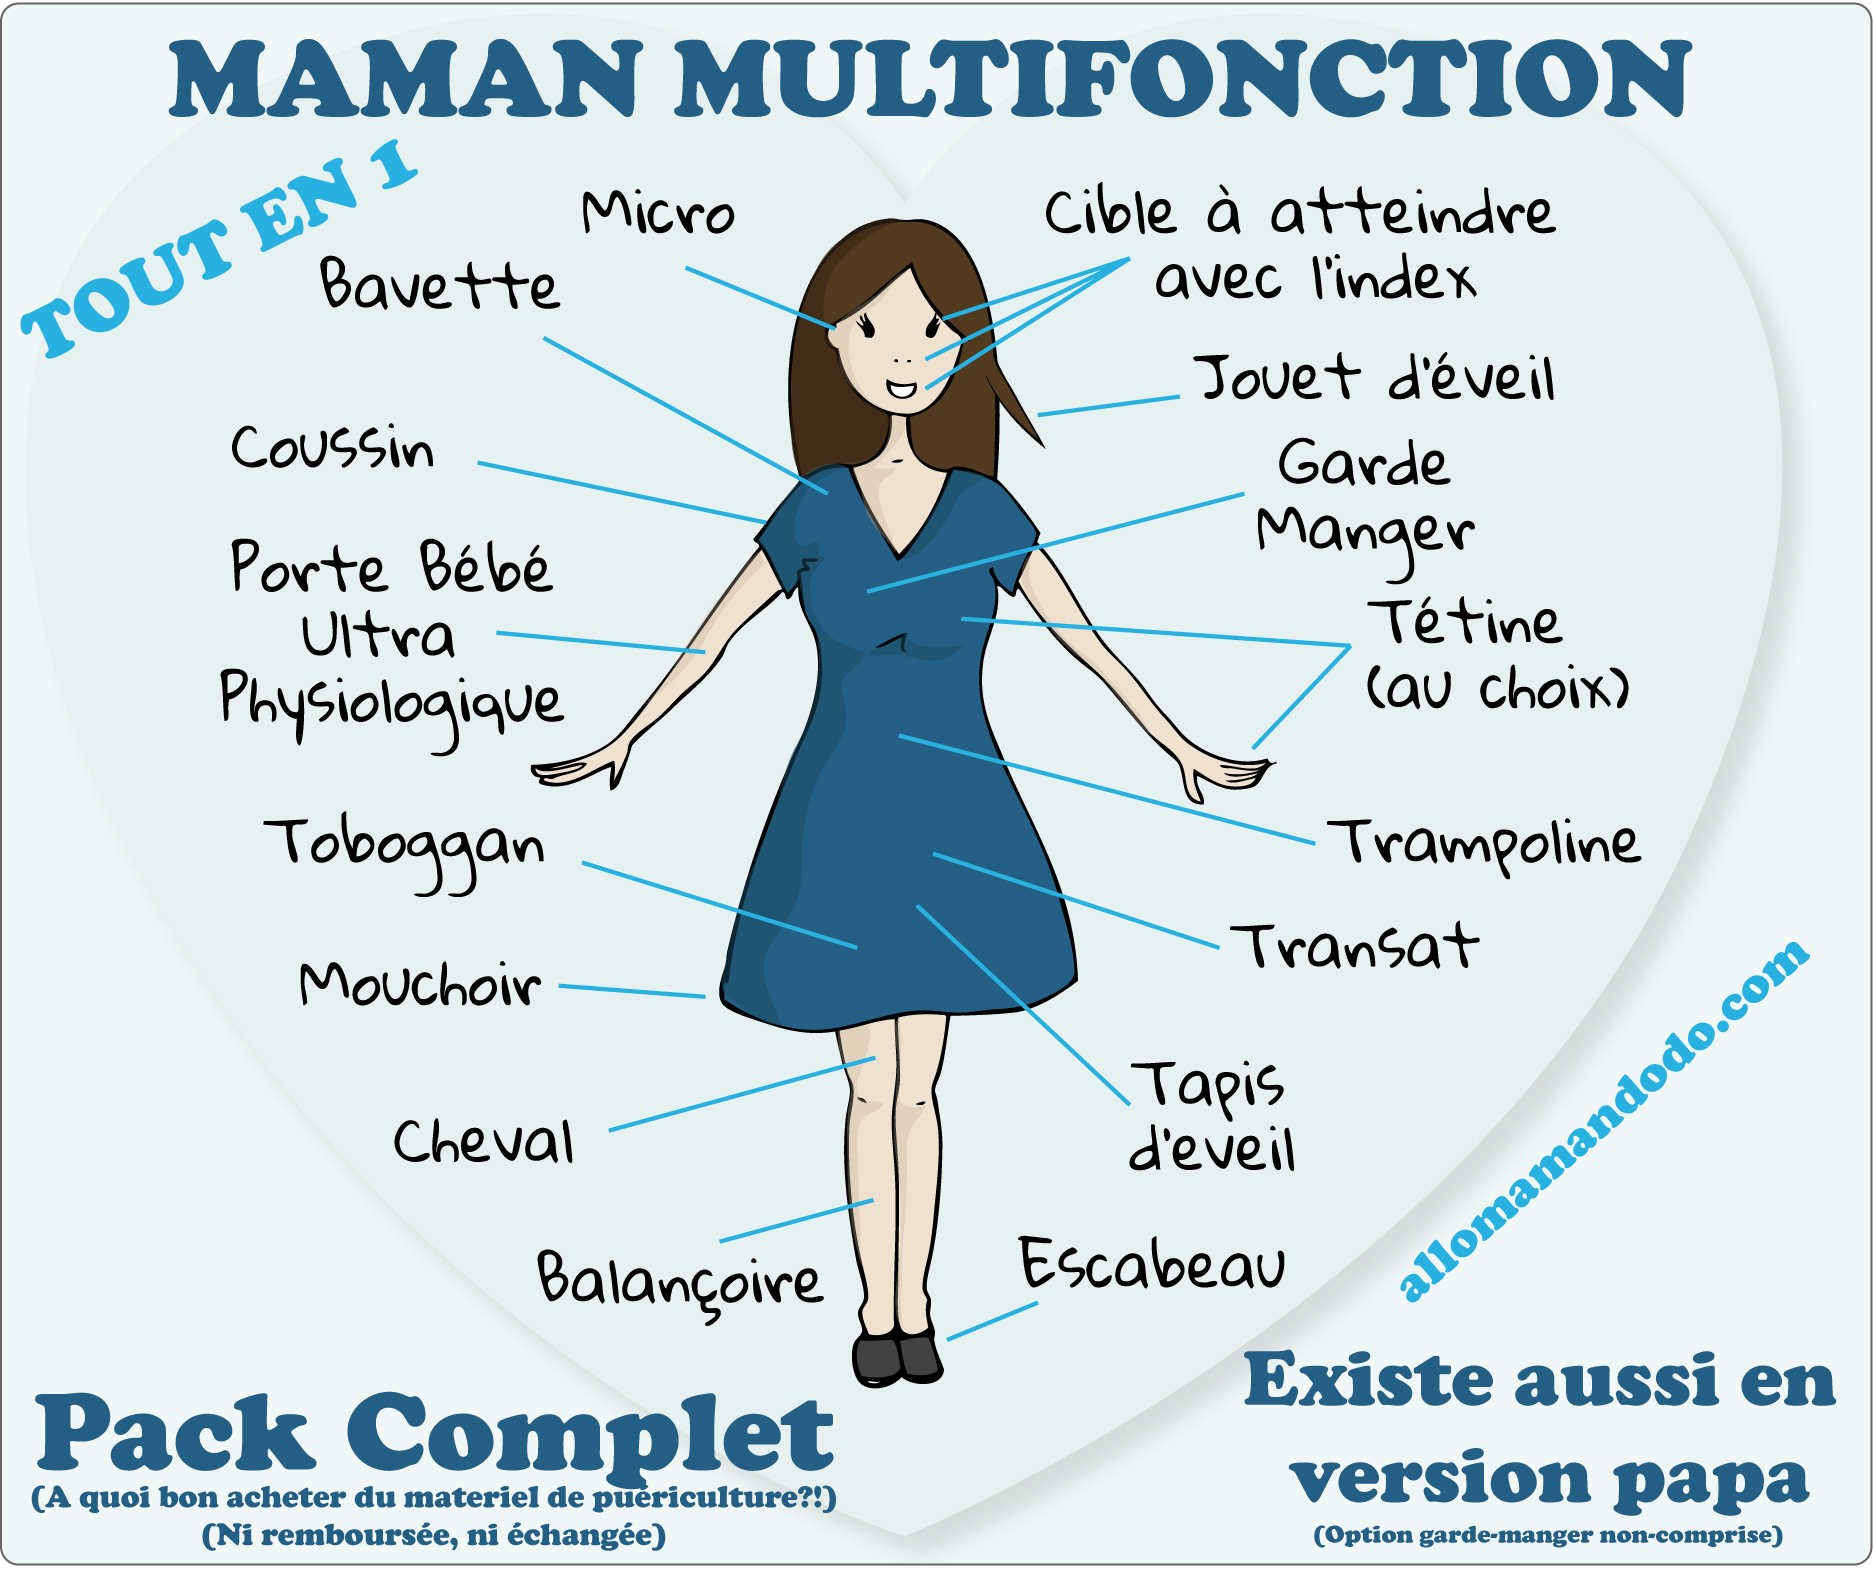 MAMAN MULTIFONCTION
TOUT EN 1
Micro
Bavette
Coussin
Porte Bébé
Ultra
Physiologique
Toboggan
Mouchoir
Cheval
Balançoire
Cible à atteindre
avec l'index
Jouet d'éveil
Garde
Manger
Tétine
(au choix)
Trampoline
Transat
Tapis
d'eveil
Escabeau
allomamandodo.com
Pack Complet
(A quoi bon acheter du materiel de puériculture?!)
(Ni remboursée, ni échangée)
Existe aussi en
version papa
(Option garde-manger non-comprise)